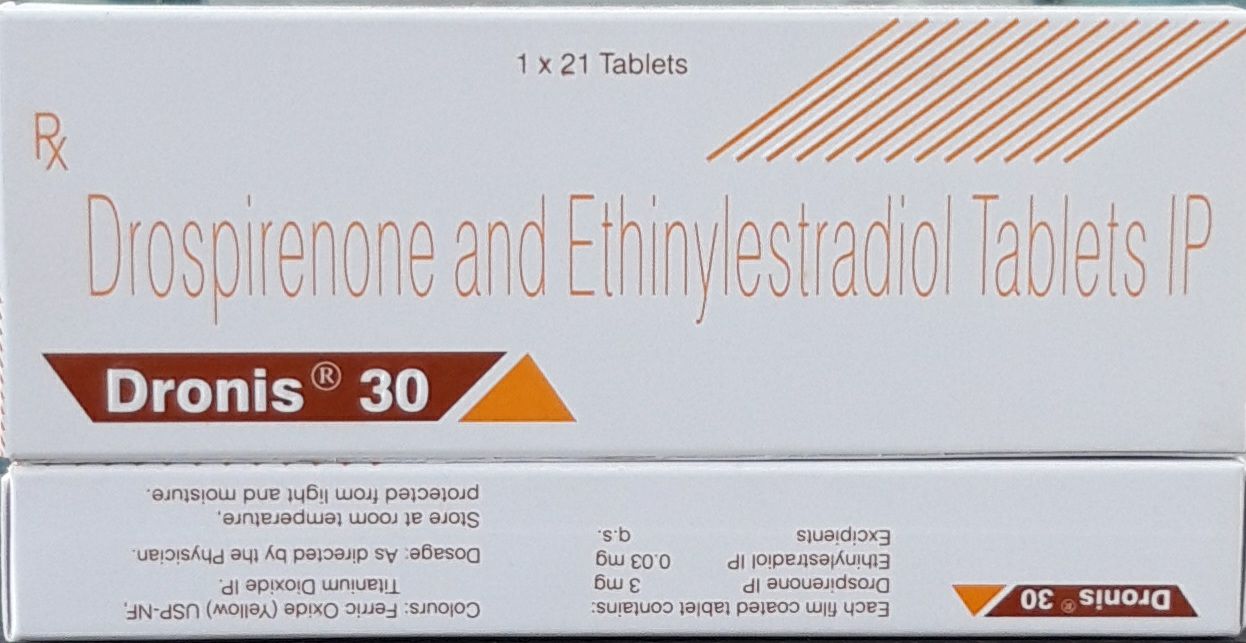 1 x 21 Tablets
Rx
Drospirenone and Ethinylestradiol Tablets IP
Dronis® 30
Dronis® 30
Each film coated tablet contains:
Drospirenone IP 3 mg
Ethinylestradiol IP 0.03 mg
Excipients q.s.
Colours: Ferric Oxide (Yellow) USP-NF,
Titanium Dioxide IP.
Dosage: As directed by the Physician.
Store at room temperature,
protected from light and moisture.